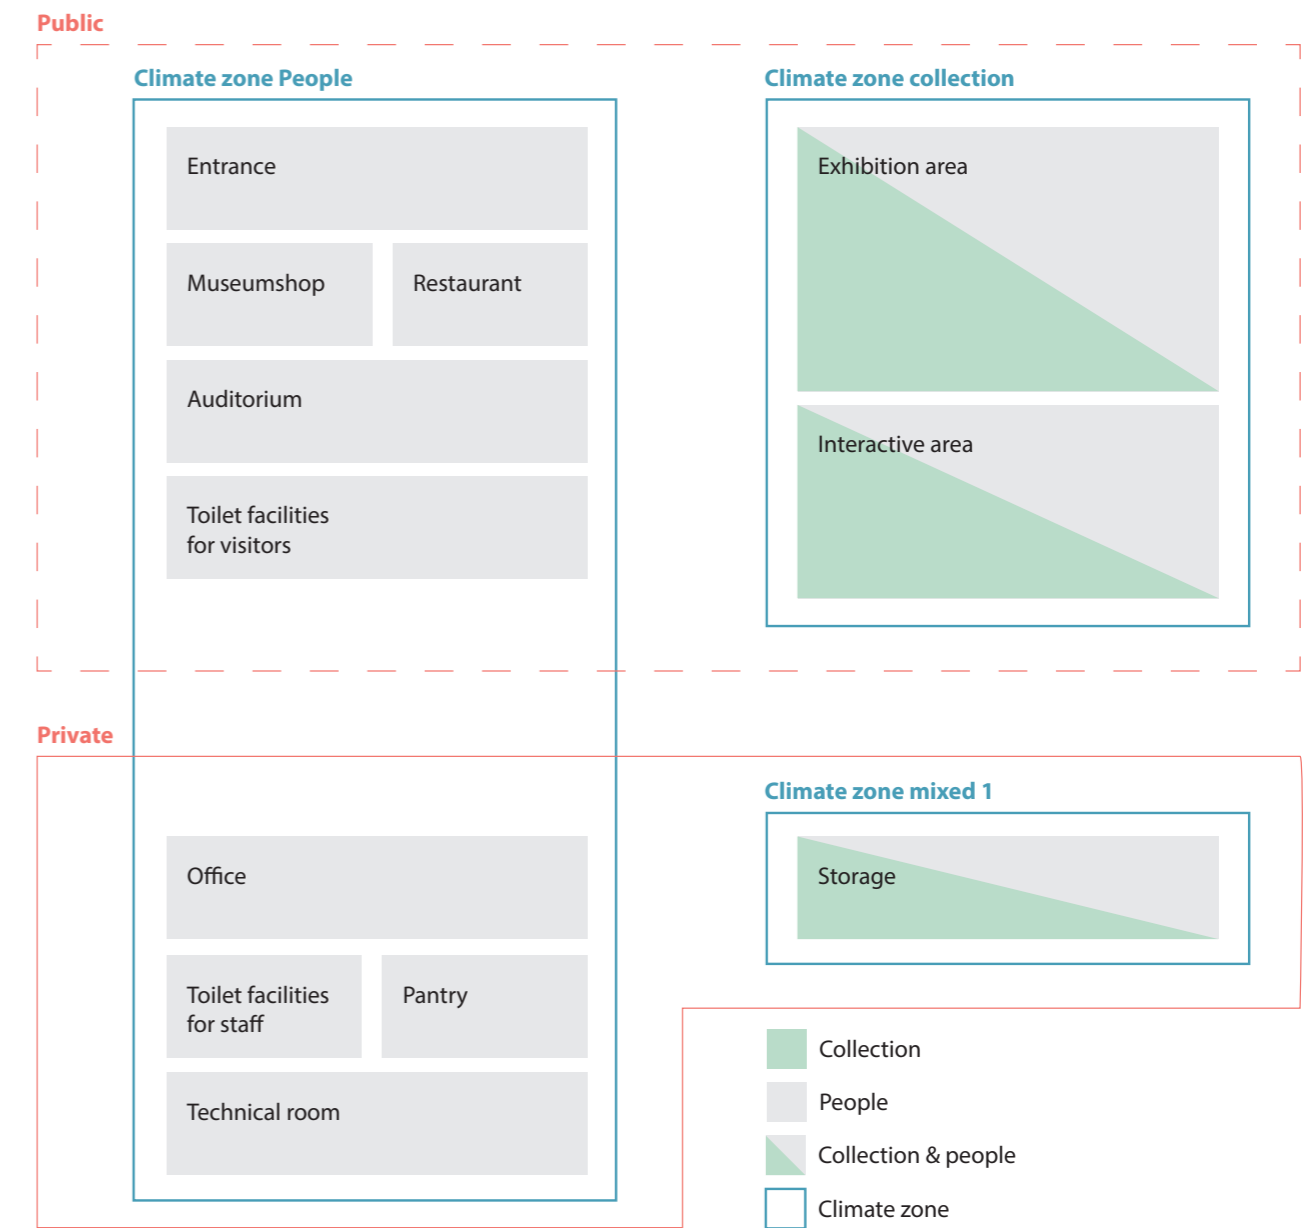 Public
Climate zone People
Entrance
Museumshop
Restaurant
Auditorium
Toilet facilities
for visitors
Climate zone collection
Exhibition area
Interactive area
Private
Office
Toilet facilities
for staff
Pantry
Technical room
Climate zone mixed 1
Storage
Collection
People
Collection & people
Climate zone